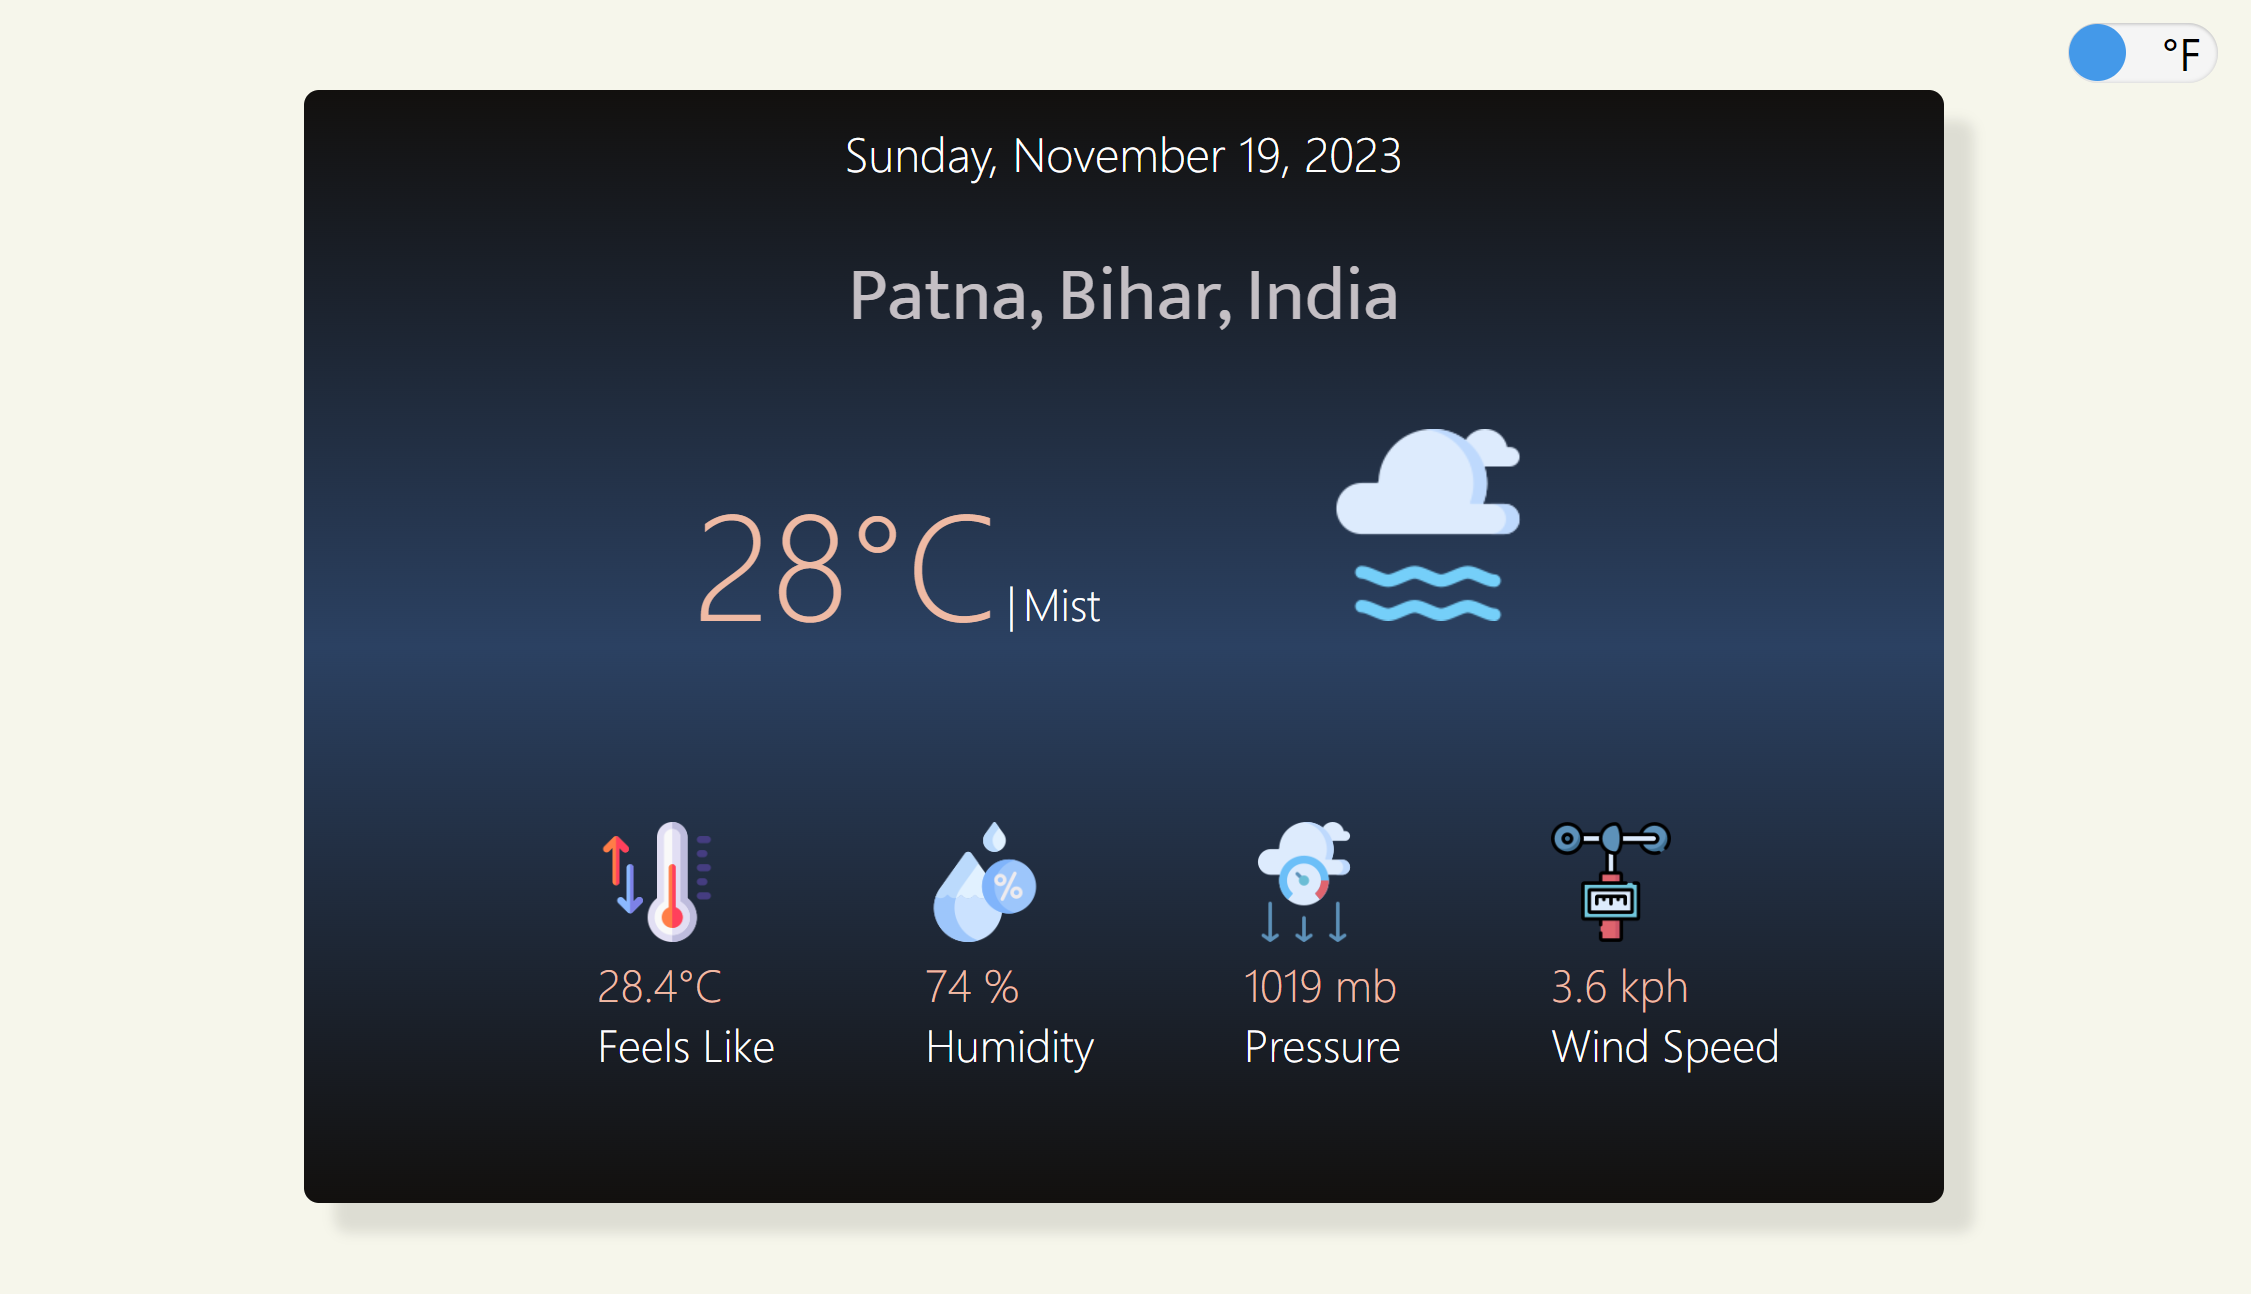 °F
Sunday, November 19, 2023
Patna, Bihar, India
28°C | Mist
%
28.4°C
Feels Like
74 %
Humidity
1019 mb
Pressure
3.6 kph
Wind Speed